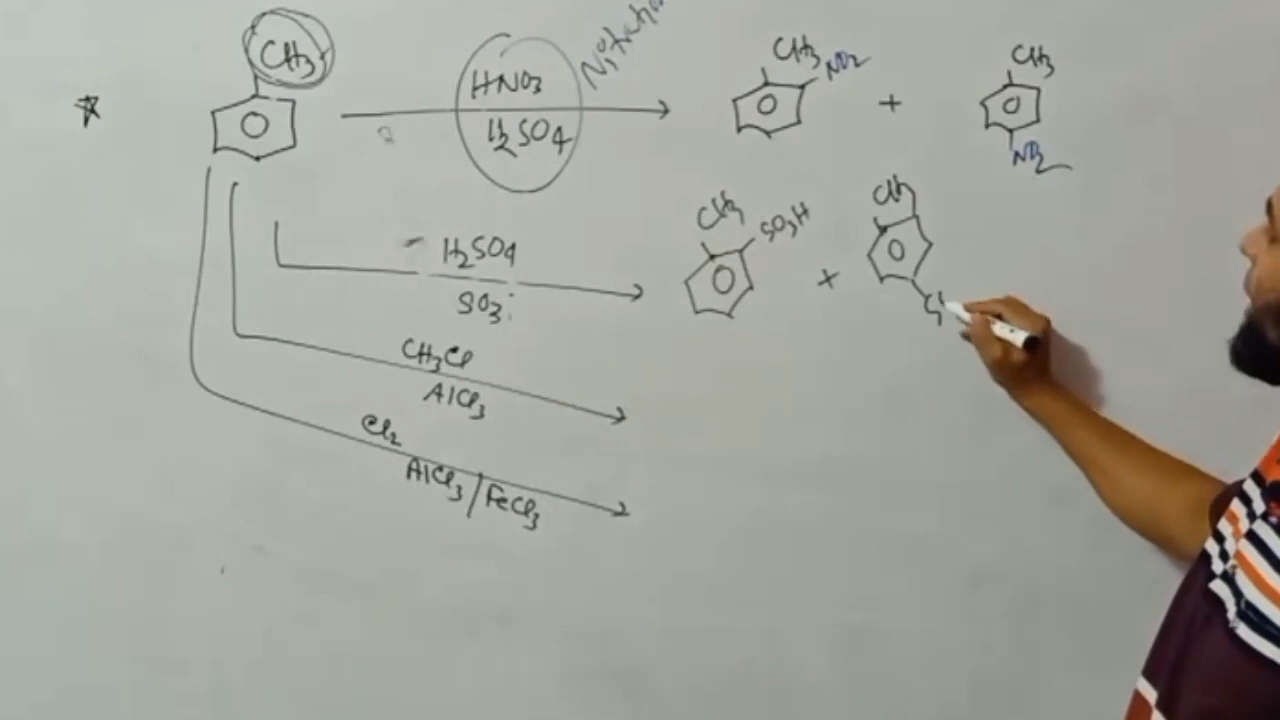 CH3
HNO3
H2SO4
Nitration
CH3
NO2
+
CH3
NO2
H2SO4
SO3
CH3
SO3H
+
CH3
CH3Cl
AlCl3
Cl2
AlCl3/FeCl3